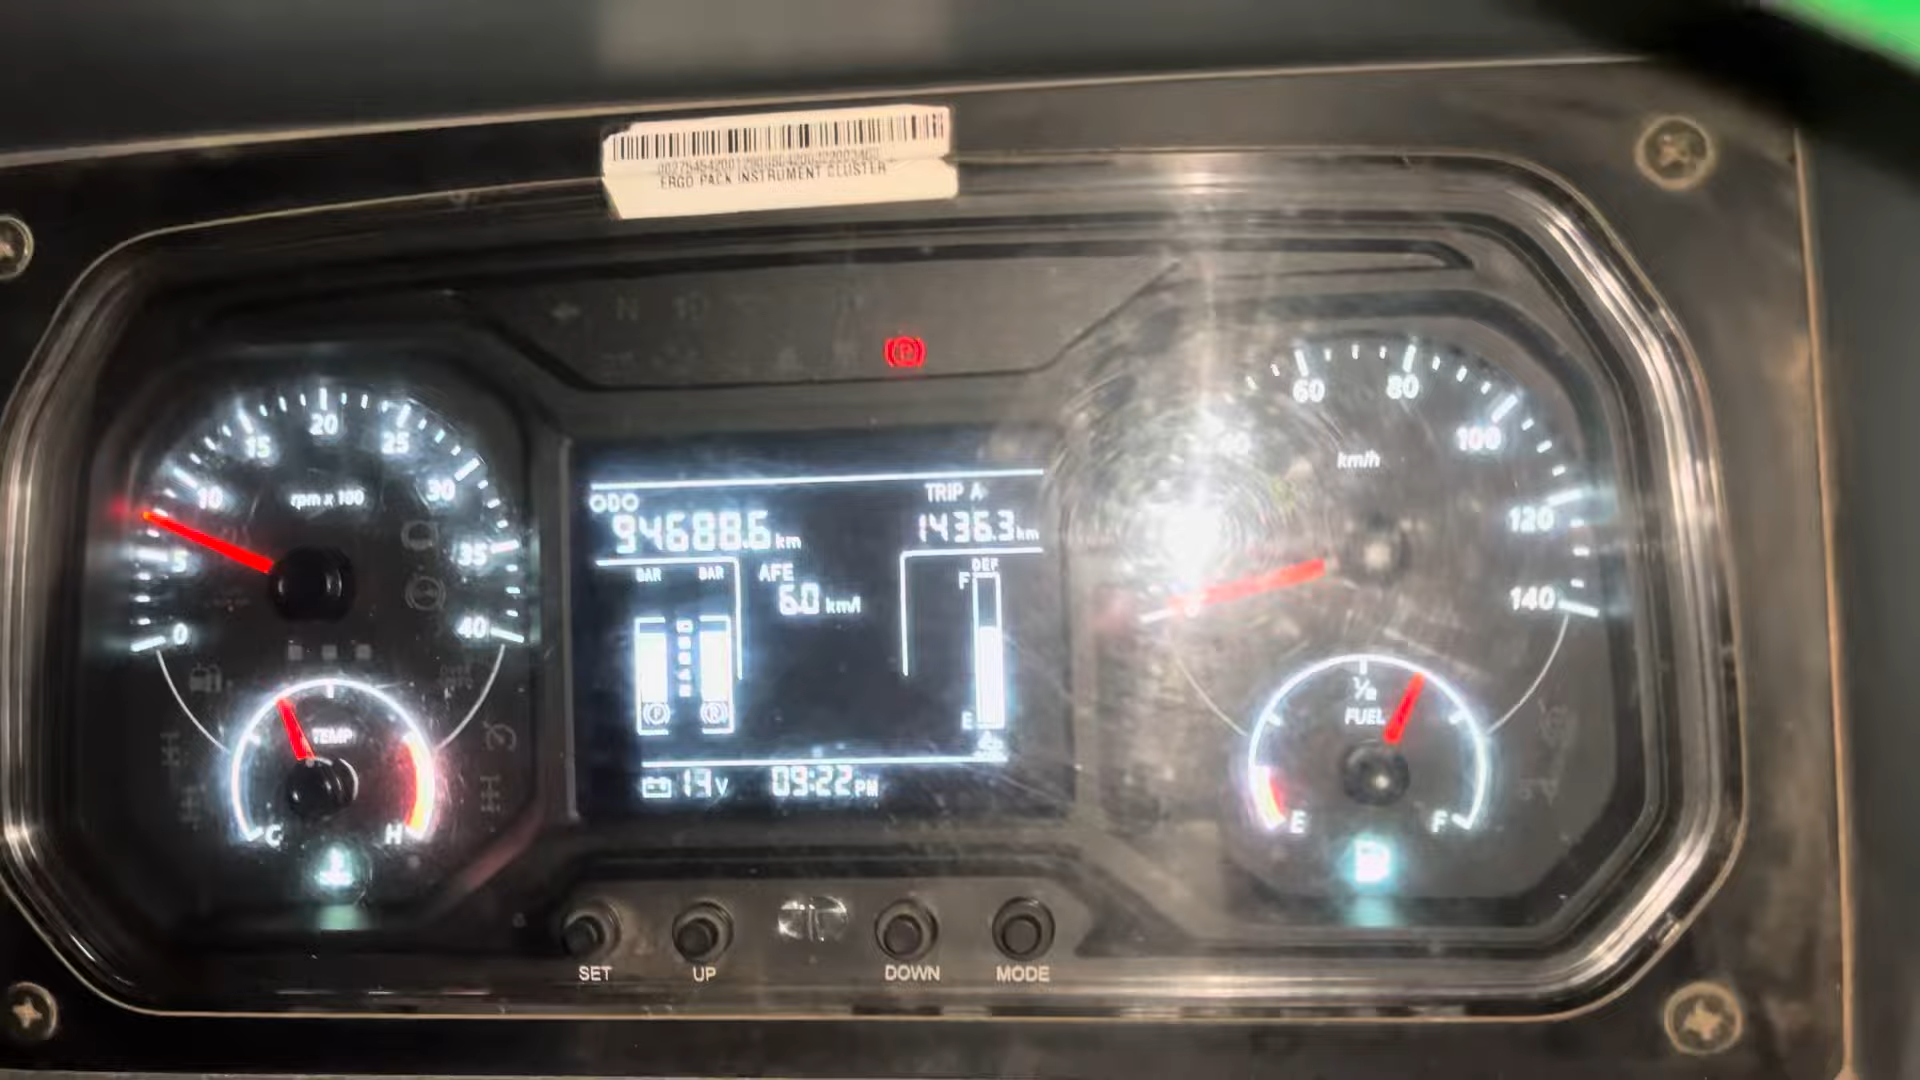 ERGO PACK INSTRUMENT CLUSTER
0
5
10
15
20
25
30
35
40
rpm x 100
ODO
94688.6 km
TRIP A
1436.3 km
BAR
BAR
AFE
6.0 km/l
DEF
F
E
09:22 PM
TEMP
C
H
40
60
80
100
120
140
km/h
1/2
FUEL
E
F
SET
UP
DOWN
MODE